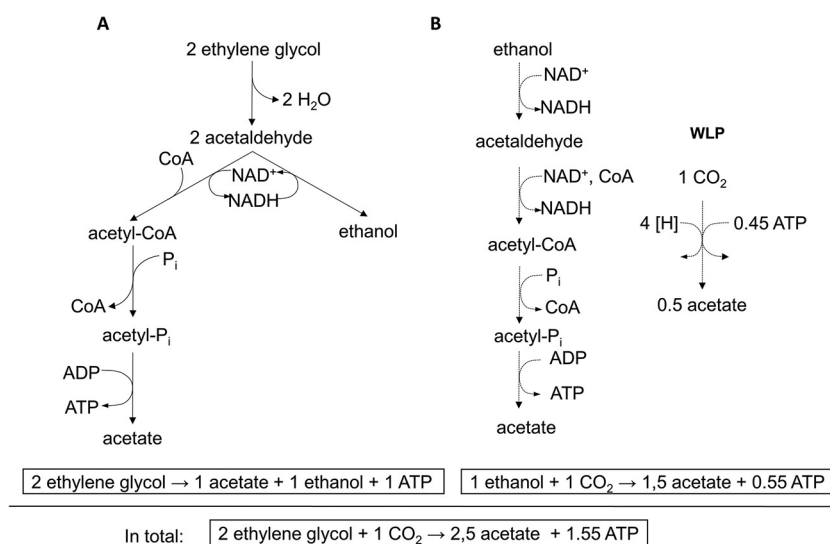 A
2 ethylene glycol
2 H₂O
2 acetaldehyde
CoA
NAD⁺
NADH
acetyl-CoA
ethanol
Pᵢ
CoA
acetyl-Pᵢ
ADP
ATP
acetate
2 ethylene glycol → 1 acetate + 1 ethanol + 1 ATP
B
ethanol
NAD⁺
NADH
acetaldehyde
NAD⁺, CoA
NADH
acetyl-CoA
Pᵢ
CoA
acetyl-Pᵢ
ADP
ATP
acetate
WLP
1 CO₂
4 [H] 0.45 ATP
0.5 acetate
1 ethanol + 1 CO₂ → 1,5 acetate + 0.55 ATP
In total: 2 ethylene glycol + 1 CO₂ → 2,5 acetate + 1.55 ATP